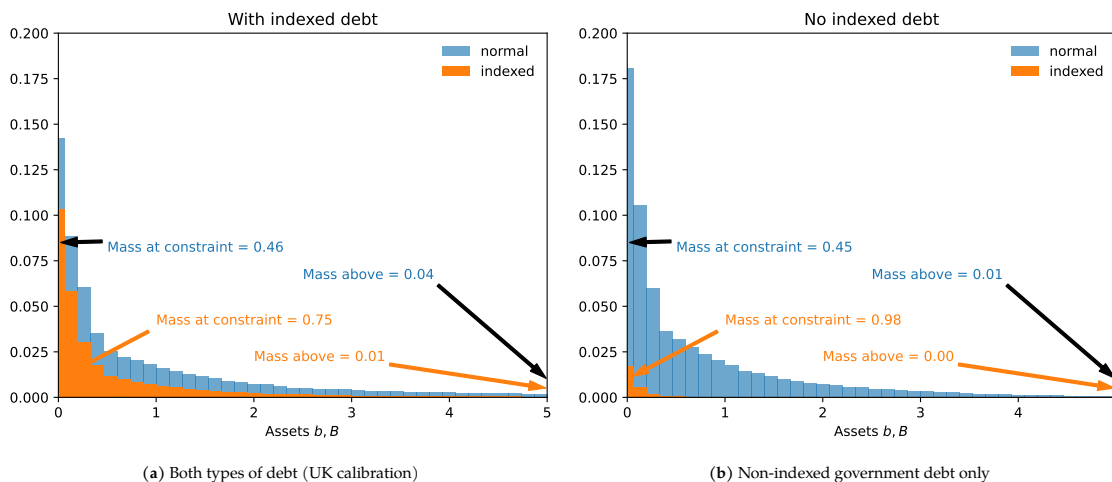 With indexed debt
0.200
0.175
0.150
0.125
0.100
0.075
0.050
0.025
0.000
normal
indexed
Mass at constraint = 0.46
Mass above = 0.04
Mass at constraint = 0.75
Mass above = 0.01
0 1 2 3 4 5
Assets b, B
(a) Both types of debt (UK calibration)
No indexed debt
0.200
0.175
0.150
0.125
0.100
0.075
0.050
0.025
0.000
normal
indexed
Mass at constraint = 0.45
Mass above = 0.01
Mass at constraint = 0.98
Mass above = 0.00
0 1 2 3 4
Assets b, B
(b) Non-indexed government debt only